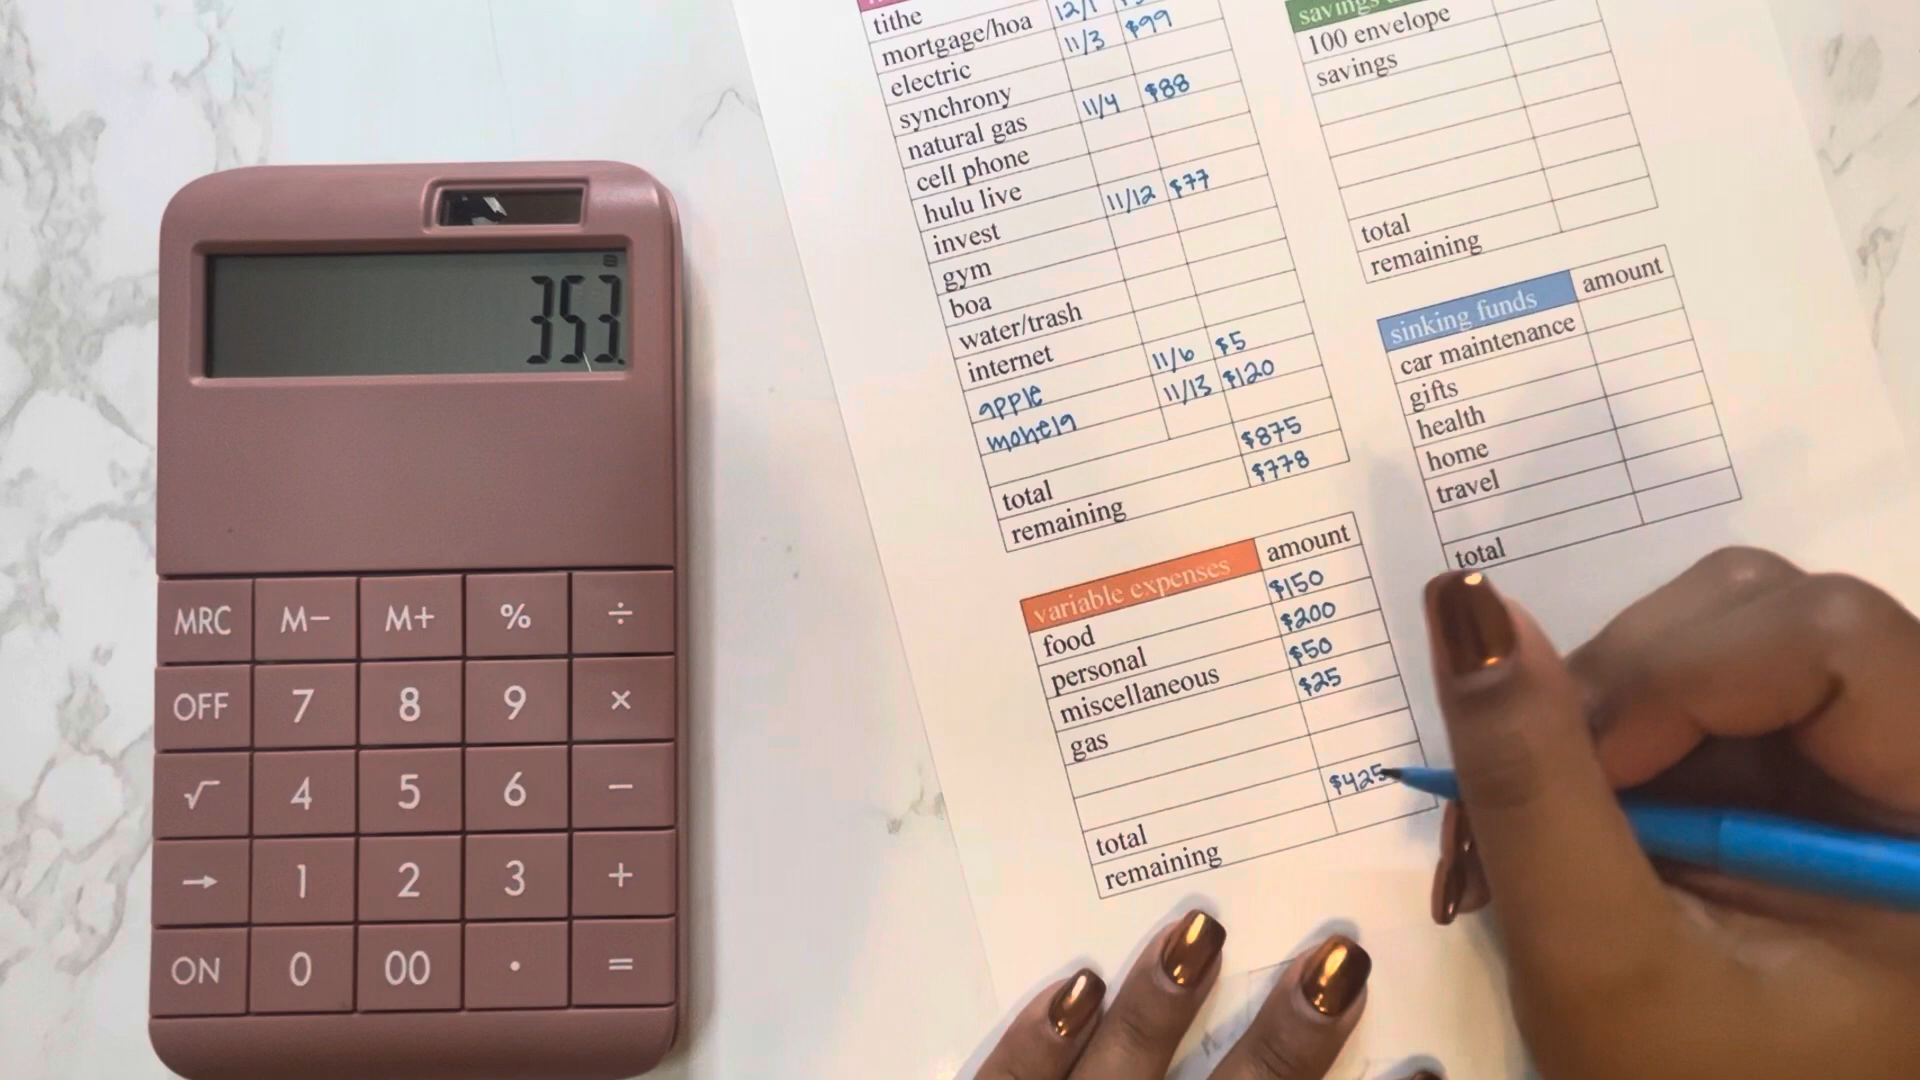 tithe
mortgage/hoa 12/1
electric 11/3 $99
synchrony
natural gas 11/4 $88
cell phone
hulu live
invest 11/12 $77
gym
boa
water/trash
internet
apple 11/6 $5
mohela 11/13 $120
total $875
remaining $778
variable expenses amount
food $150
personal $200
miscellaneous $50
gas $25
total $425
remaining
savings
100 envelope
savings
total
remaining
sinking funds amount
car maintenance
gifts
health
home
travel
total
353.
MRC M− M+ % ÷
OFF 7 8 9 ×
√ 4 5 6 −
→ 1 2 3 +
ON 0 00 · =